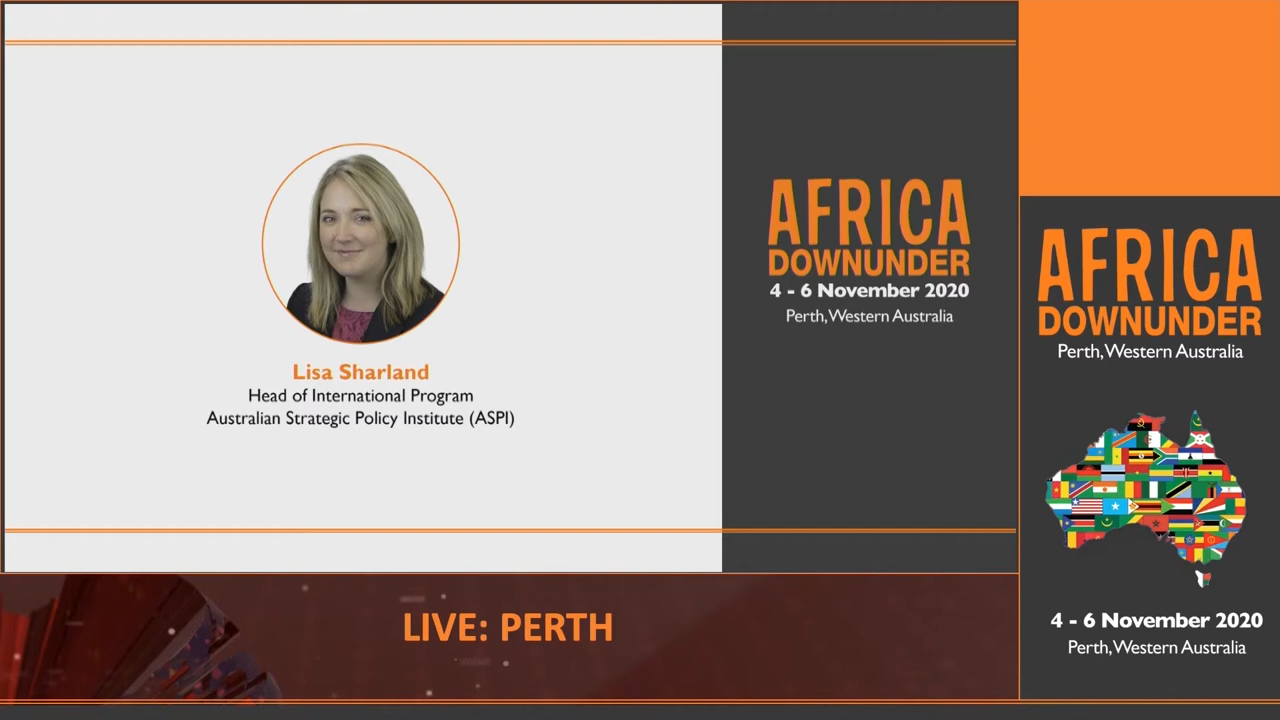 Lisa Sharland
Head of International Program
Australian Strategic Policy Institute (ASPI)
AFRICA
DOWNUNDER
4 - 6 November 2020
Perth, Western Australia
AFRICA
DOWNUNDER
Perth, Western Australia
4 - 6 November 2020
Perth, Western Australia
LIVE: PERTH